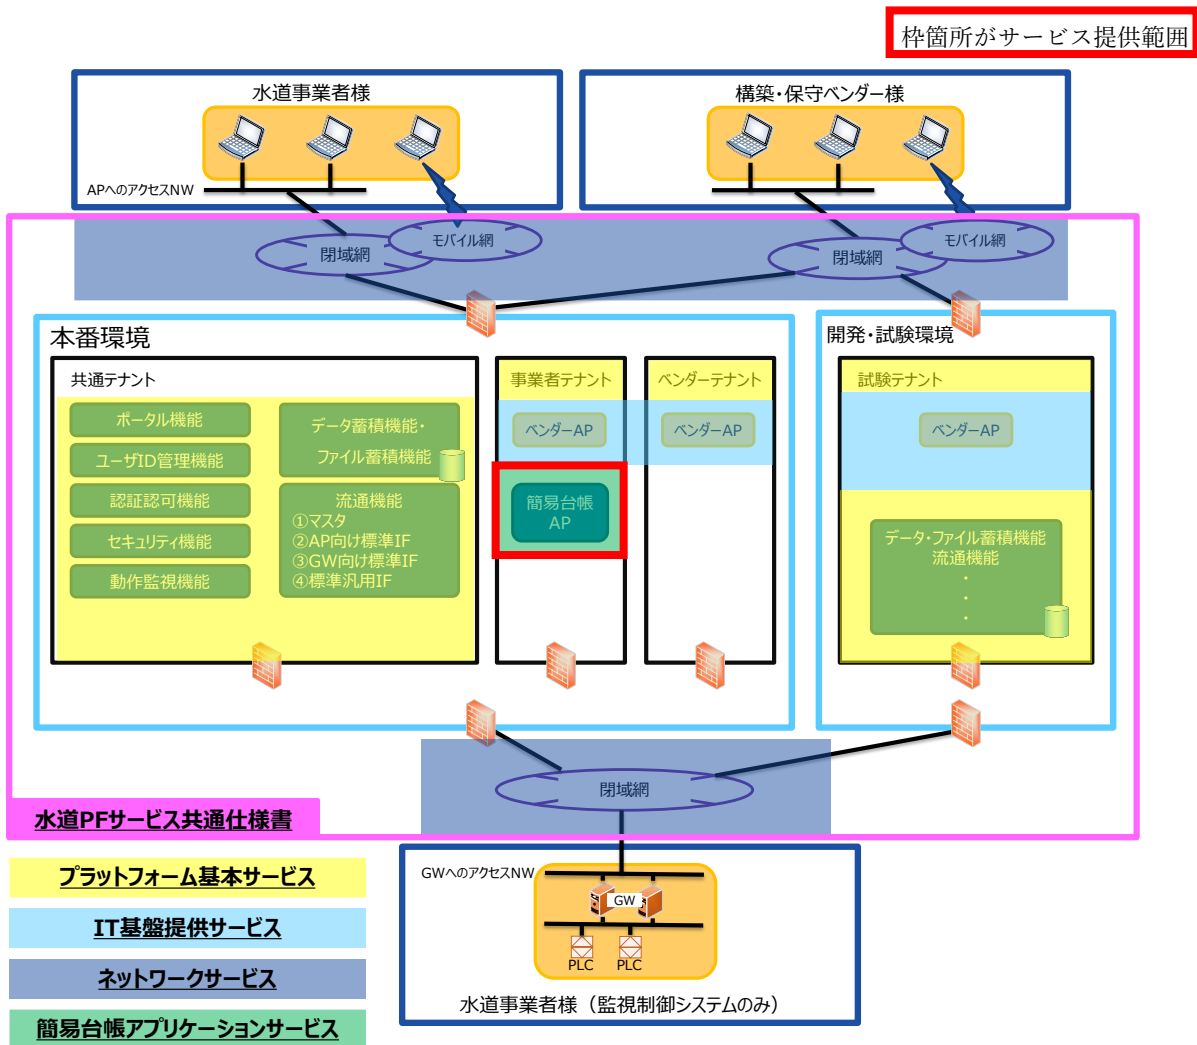 枠箇所がサービス提供範囲
水道事業者様
構築・保守ベンダー様
APへのアクセスNW
モバイル網
閉域網
モバイル網
閉域網
本番環境
開発・試験環境
共通テナント
事業者テナント
ベンダーテナント
試験テナント
ポータル機能
ユーザID管理機能
認証認可機能
セキュリティ機能
動作監視機能
データ蓄積機能・
ファイル蓄積機能
流通機能
①マスタ
②AP向け標準IF
③GW向け標準IF
④標準汎用IF
ベンダーAP
ベンダーAP
ベンダーAP
簡易台帳
AP
データ・ファイル蓄積機能
流通機能
・
・
・
閉域網
水道PFサービス共通仕様書
プラットフォーム基本サービス
IT基盤提供サービス
ネットワークサービス
簡易台帳アプリケーションサービス
GWへのアクセスNW
GW
PLC PLC
水道事業者様（監視制御システムのみ）